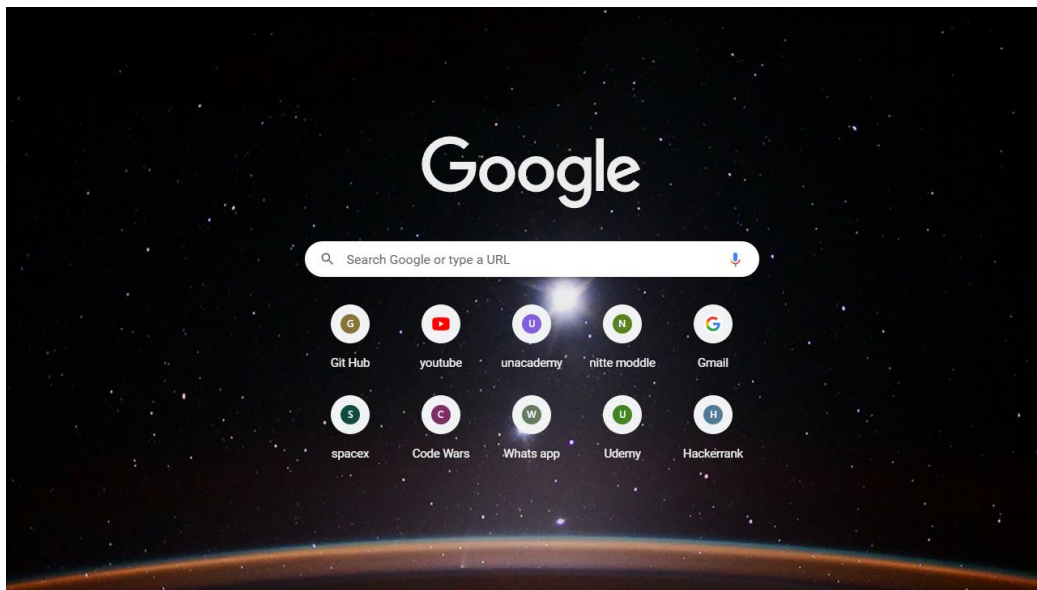 Google
Search Google or type a URL
G
U
N
G
Git Hub
youtube
unacademy
nitte moddle
Gmail
S
C
W
U
H
spacex
Code Wars
Whats app
Udemy
Hackerrank